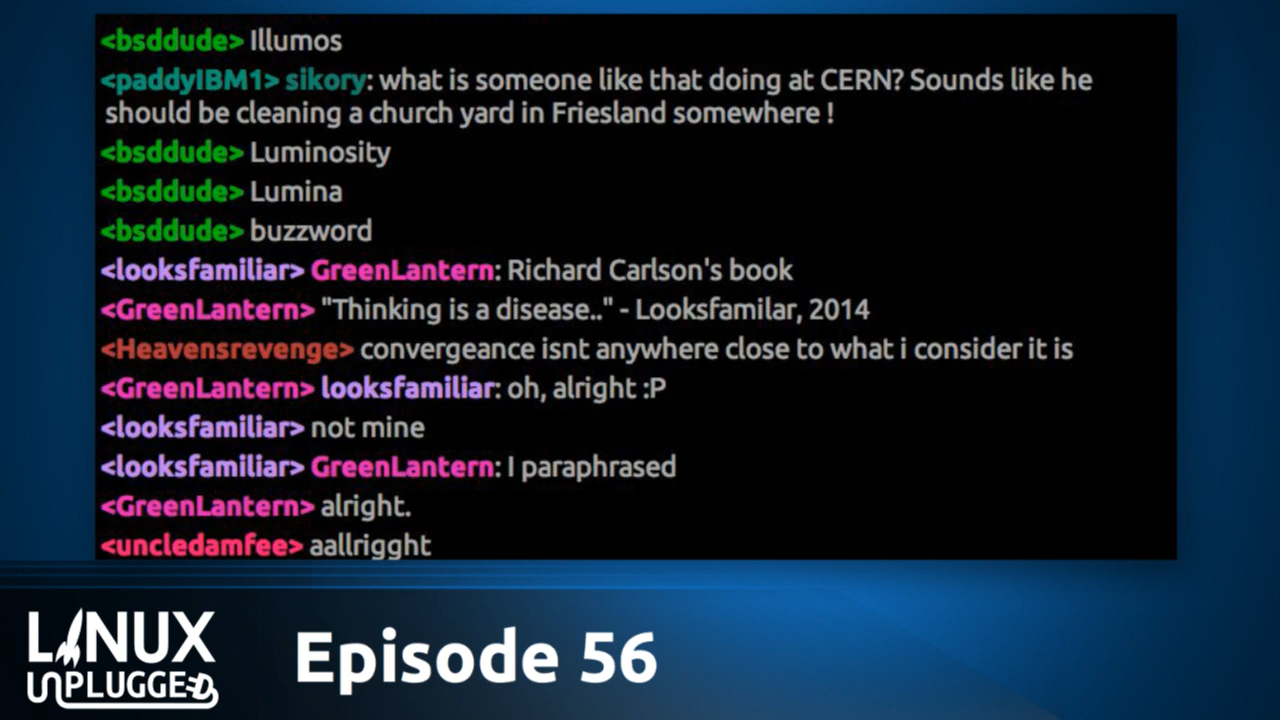 <bsddude> Illumos
<paddyIBM1> sikory: what is someone like that doing at CERN? Sounds like he
should be cleaning a church yard in Friesland somewhere !
<bsddude> Luminosity
<bsddude> Lumina
<bsddude> buzzword
<looksfamiliar> GreenLantern: Richard Carlson's book
<GreenLantern> "Thinking is a disease.." - Looksfamilar, 2014
<Heavensrevenge> convergeance isnt anywhere close to what i consider it is
<GreenLantern> looksfamiliar: oh, alright :P
<looksfamiliar> not mine
<looksfamiliar> GreenLantern: I paraphrased
<GreenLantern> alright.
<uncledamfee> aallrigght
LINUX
UNPLUGGED
Episode 56